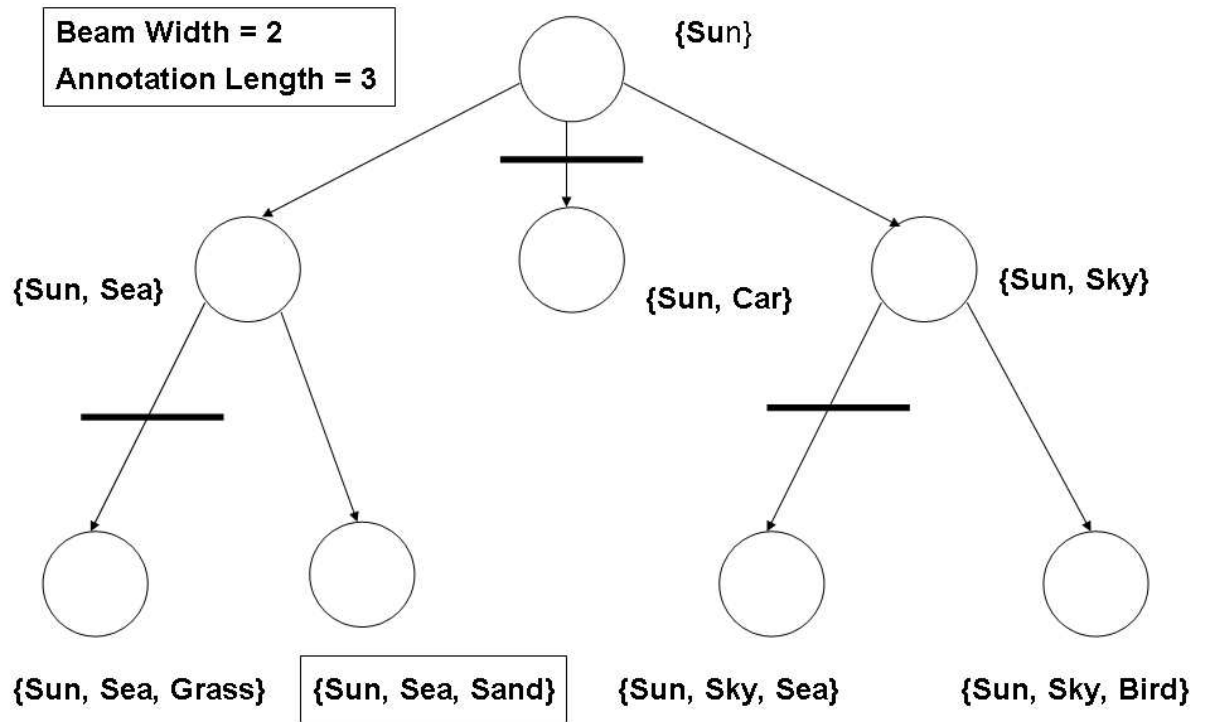 Beam Width = 2
Annotation Length = 3
{Sun}
{Sun, Sea}
{Sun, Car}
{Sun, Sky}
{Sun, Sea, Grass}
{Sun, Sea, Sand}
{Sun, Sky, Sea}
{Sun, Sky, Bird}